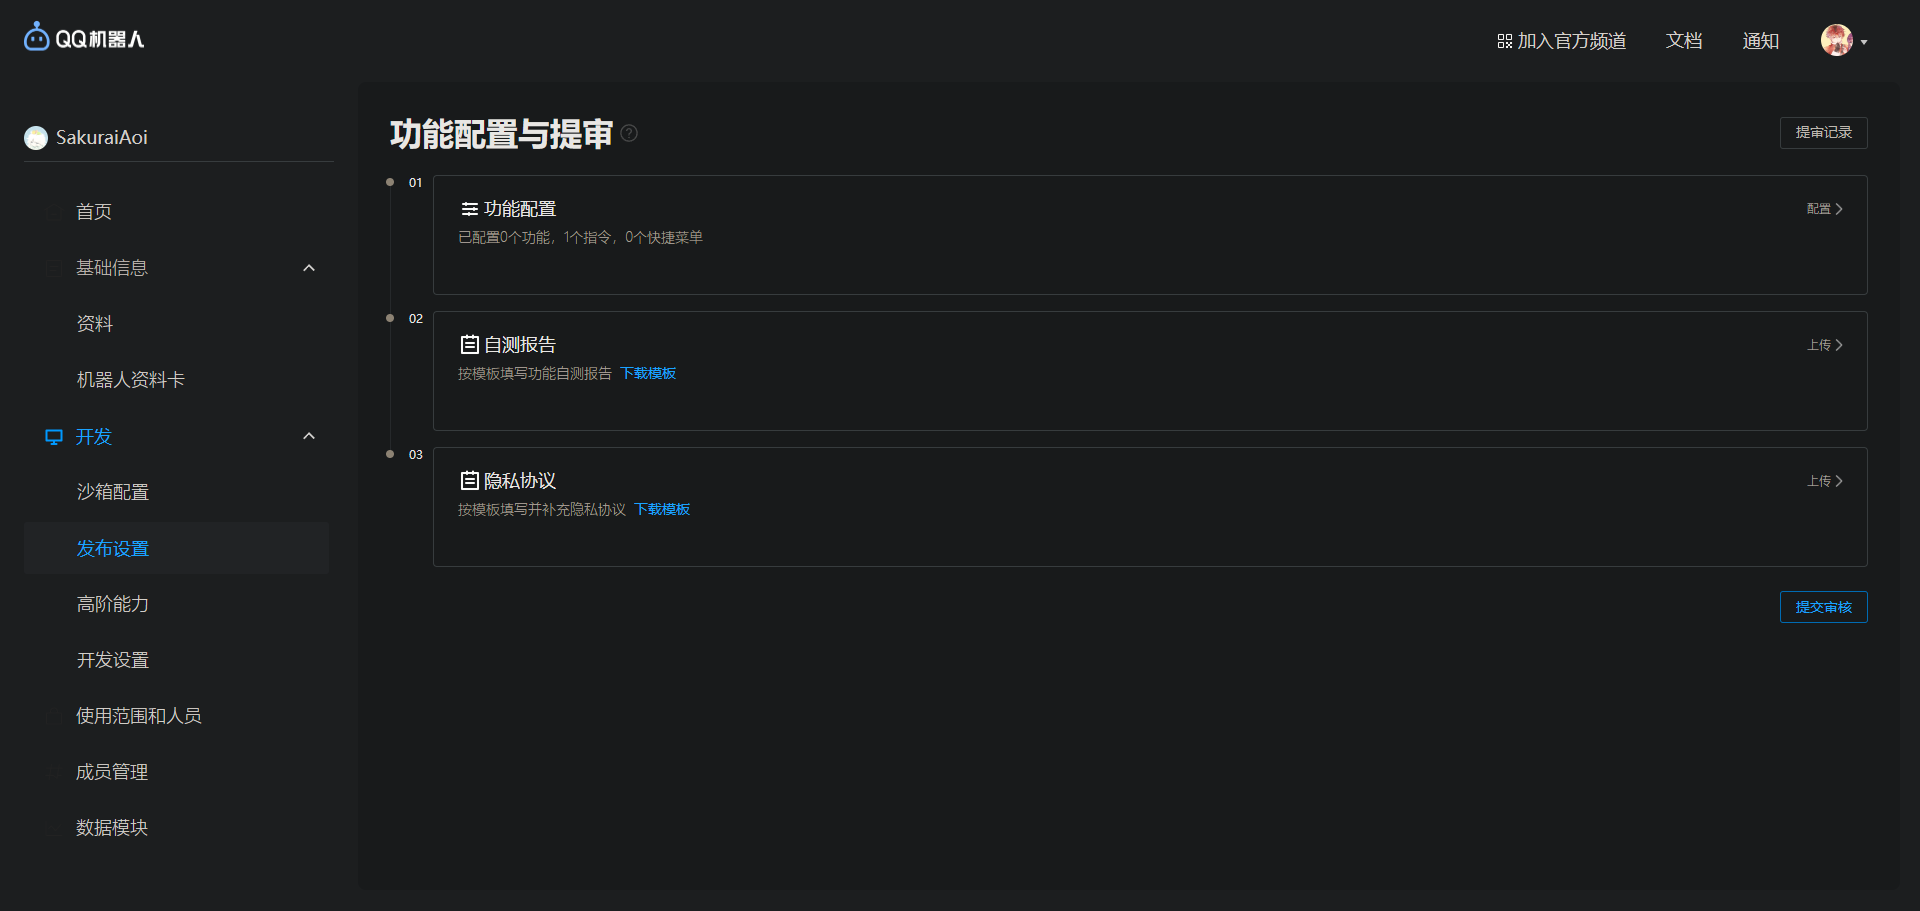 QQ机器人
加入官方频道
文档
通知
SakuraiAoi
首页
基础信息
资料
机器人资料卡
开发
沙箱配置
发布设置
高阶能力
开发设置
使用范围和人员
成员管理
数据模块
功能配置与提审
提审记录
01
功能配置
配置
已配置0个功能，1个指令，0个快捷菜单
02
自测报告
上传
按模板填写功能自测报告 下载模板
03
隐私协议
上传
按模板填写并补充隐私协议 下载模板
提交审核